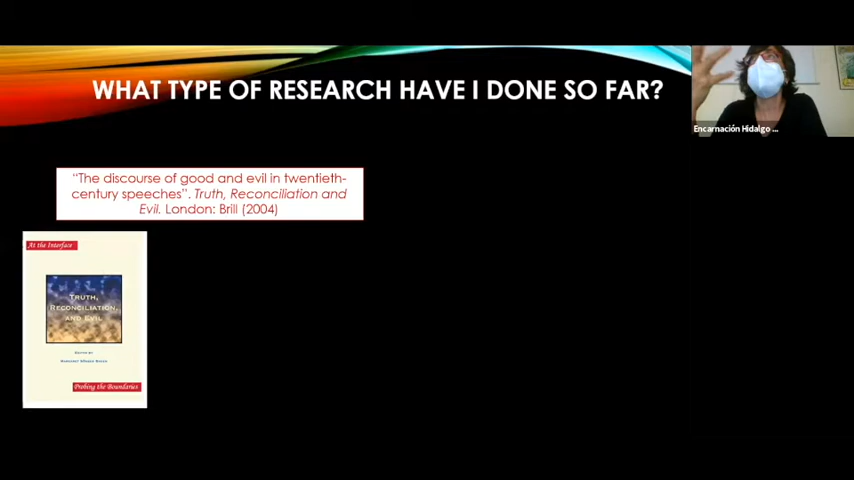 WHAT TYPE OF RESEARCH HAVE I DONE SO FAR?
Encarnación Hidalgo ...
"The discourse of good and evil in twentieth-
century speeches". Truth, Reconciliation and
Evil. London: Brill (2004)
At the Interface
TRUTH,
RECONCILIATION,
AND EVIL
Probing the Boundaries